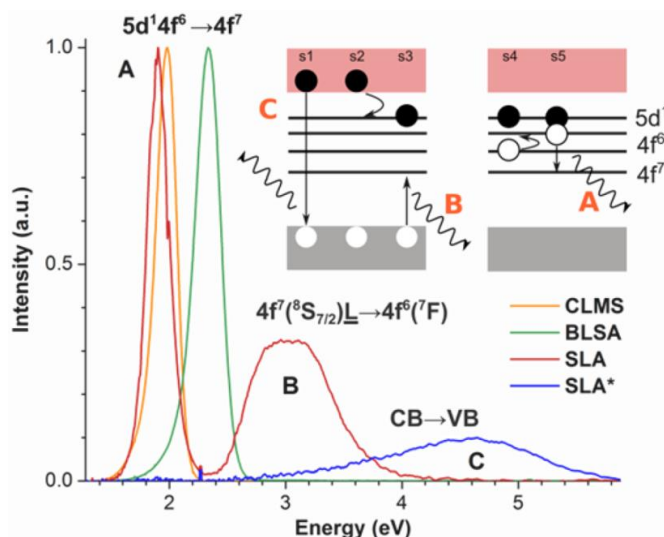 5d¹4f⁶→4f⁷
A
s1 s2 s3 s4 s5
C
5d¹
4f⁶
4f⁷
B
A
1.0
0.5
0.0
Intensity (a.u.)
4f⁷(⁸S₇/₂)L→4f⁶(⁷F)
CLMS
BLSA
SLA
SLA*
B
CB→VB
C
2 3 4 5
Energy (eV)